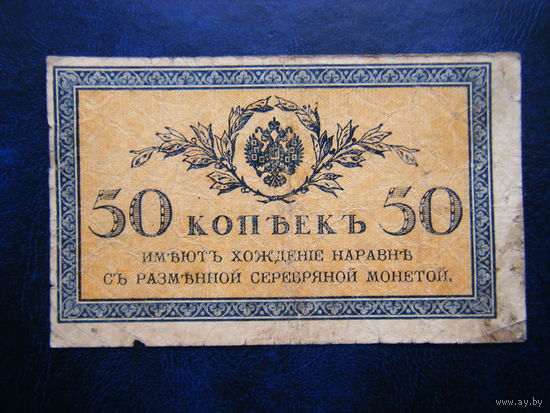 50 КОПѢЕКЪ 50
ИМѢЮТЪ ХОЖДЕНІЕ НАРАВНѢ
СЪ РАЗМѢННОЙ СЕРЕБРЯНОЙ МОНЕТОЙ.
www.ay.by